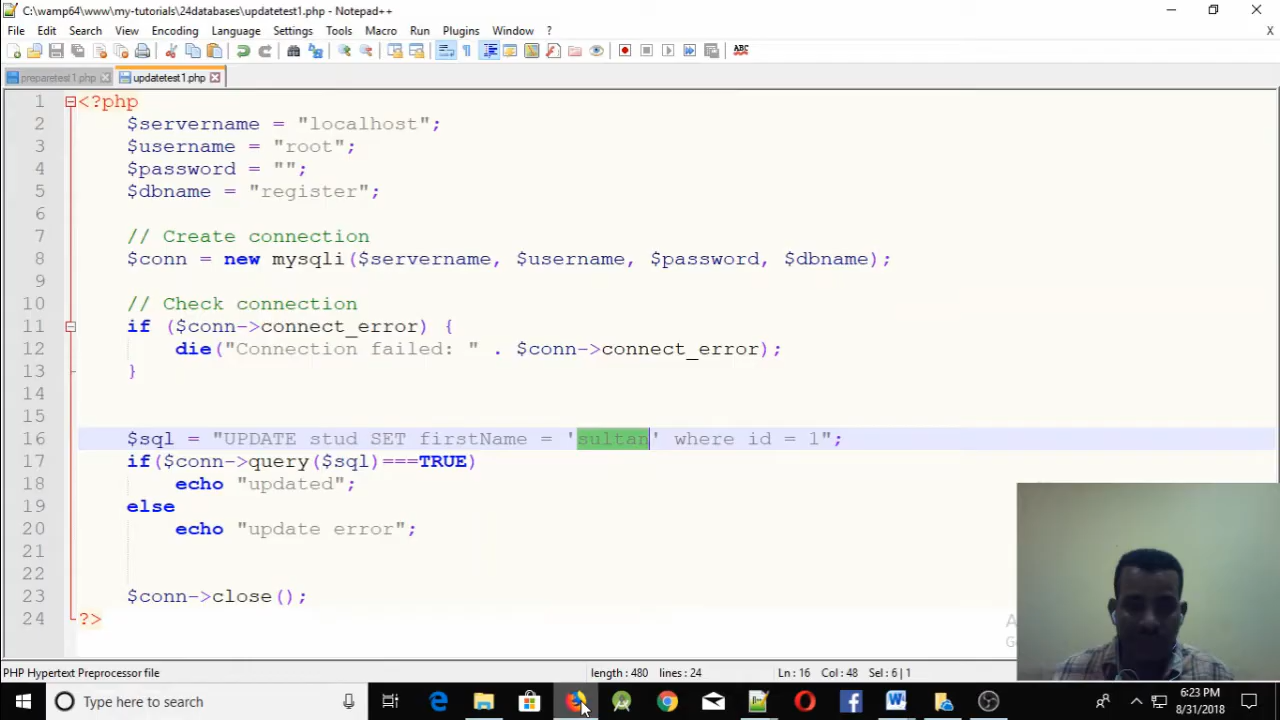 C:\wamp64\www\my-tutorials\24databases\updatetest1.php - Notepad++
File Edit Search View Encoding Language Settings Tools Macro Run Plugins Window ? X
ABC
preparetest1.php updatetest1.php
1 <?php
2 $servername = "localhost";
3 $username = "root";
4 $password = "";
5 $dbname = "register";
6
7 // Create connection
8 $conn = new mysqli($servername, $username, $password, $dbname);
9
10 // Check connection
11 if ($conn->connect_error) {
12 die("Connection failed: " . $conn->connect_error);
13 }
14
15
16 $sql = "UPDATE stud SET firstName = 'sultan' where id = 1";
17 if($conn->query($sql)===TRUE)
18 echo "updated";
19 else
20 echo "update error";
21
22
23 $conn->close();
24 ?>
PHP Hypertext Preprocessor file length : 480 lines : 24 Ln : 16 Col : 48 Sel : 6 | 1
Type here to search
6:23 PM
8/31/2018